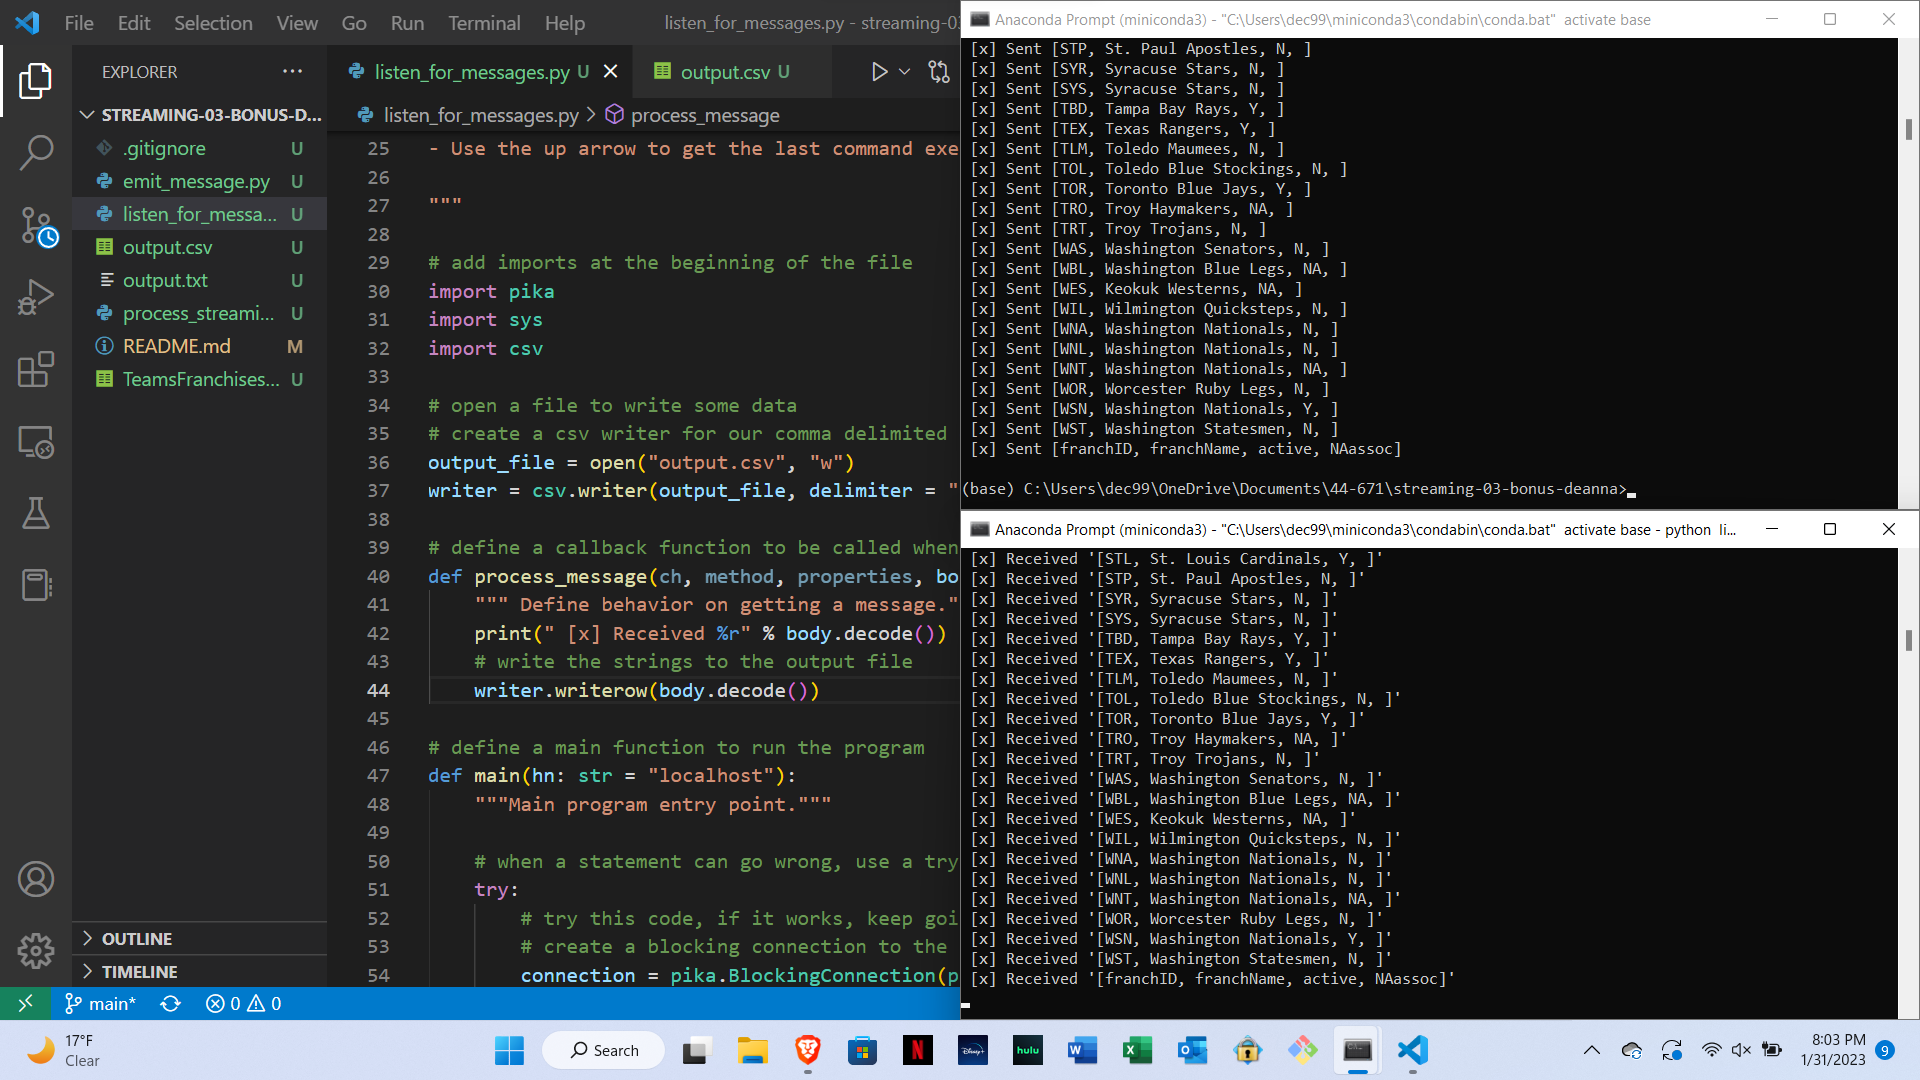 File Edit Selection View Go Run Terminal Help
listen_for_messages.py - streaming-03
EXPLORER
STREAMING-03-BONUS-D...
.gitignore U
emit_message.py U
listen_for_messa... U
output.csv U
output.txt U
process_streami... U
README.md M
TeamsFranchises... U
OUTLINE
TIMELINE
listen_for_messages.py U
output.csv U
listen_for_messages.py > process_message
25 - Use the up arrow to get the last command exe
26
27 """
28
29 # add imports at the beginning of the file
30 import pika
31 import sys
32 import csv
33
34 # open a file to write some data
35 # create a csv writer for our comma delimited
36 output_file = open("output.csv", "w")
37 writer = csv.writer(output_file, delimiter = "
38
39 # define a callback function to be called when
40 def process_message(ch, method, properties, bo
41 """ Define behavior on getting a message."
42 print(" [x] Received %r" % body.decode())
43 # write the strings to the output file
44 writer.writerow(body.decode())
45
46 # define a main function to run the program
47 def main(hn: str = "localhost"):
48 """Main program entry point."""
49
50 # when a statement can go wrong, use a try
51 try:
52 # try this code, if it works, keep goi
53 # create a blocking connection to the
54 connection = pika.BlockingConnection(p
main* 0 0
Anaconda Prompt (miniconda3) - "C:\Users\dec99\miniconda3\condabin\conda.bat" activate base
[x] Sent [STP, St. Paul Apostles, N, ]
[x] Sent [SYR, Syracuse Stars, N, ]
[x] Sent [SYS, Syracuse Stars, N, ]
[x] Sent [TBD, Tampa Bay Rays, Y, ]
[x] Sent [TEX, Texas Rangers, Y, ]
[x] Sent [TLM, Toledo Maumees, N, ]
[x] Sent [TOL, Toledo Blue Stockings, N, ]
[x] Sent [TOR, Toronto Blue Jays, Y, ]
[x] Sent [TRO, Troy Haymakers, NA, ]
[x] Sent [TRT, Troy Trojans, N, ]
[x] Sent [WAS, Washington Senators, N, ]
[x] Sent [WBL, Washington Blue Legs, NA, ]
[x] Sent [WES, Keokuk Westerns, NA, ]
[x] Sent [WIL, Wilmington Quicksteps, N, ]
[x] Sent [WNA, Washington Nationals, N, ]
[x] Sent [WNL, Washington Nationals, N, ]
[x] Sent [WNT, Washington Nationals, NA, ]
[x] Sent [WOR, Worcester Ruby Legs, N, ]
[x] Sent [WSN, Washington Nationals, Y, ]
[x] Sent [WST, Washington Statesmen, N, ]
[x] Sent [franchID, franchName, active, NAassoc]
(base) C:\Users\dec99\OneDrive\Documents\44-671\streaming-03-bonus-deanna>
Anaconda Prompt (miniconda3) - "C:\Users\dec99\miniconda3\condabin\conda.bat" activate base - python li...
[x] Received '[STL, St. Louis Cardinals, Y, ]'
[x] Received '[STP, St. Paul Apostles, N, ]'
[x] Received '[SYR, Syracuse Stars, N, ]'
[x] Received '[SYS, Syracuse Stars, N, ]'
[x] Received '[TBD, Tampa Bay Rays, Y, ]'
[x] Received '[TEX, Texas Rangers, Y, ]'
[x] Received '[TLM, Toledo Maumees, N, ]'
[x] Received '[TOL, Toledo Blue Stockings, N, ]'
[x] Received '[TOR, Toronto Blue Jays, Y, ]'
[x] Received '[TRO, Troy Haymakers, NA, ]'
[x] Received '[TRT, Troy Trojans, N, ]'
[x] Received '[WAS, Washington Senators, N, ]'
[x] Received '[WBL, Washington Blue Legs, NA, ]'
[x] Received '[WES, Keokuk Westerns, NA, ]'
[x] Received '[WIL, Wilmington Quicksteps, N, ]'
[x] Received '[WNA, Washington Nationals, N, ]'
[x] Received '[WNL, Washington Nationals, N, ]'
[x] Received '[WNT, Washington Nationals, NA, ]'
[x] Received '[WOR, Worcester Ruby Legs, N, ]'
[x] Received '[WSN, Washington Nationals, Y, ]'
[x] Received '[WST, Washington Statesmen, N, ]'
[x] Received '[franchID, franchName, active, NAassoc]'
17°F
Clear
Search
N
Disney+
hulu
8:03 PM
1/31/2023
9